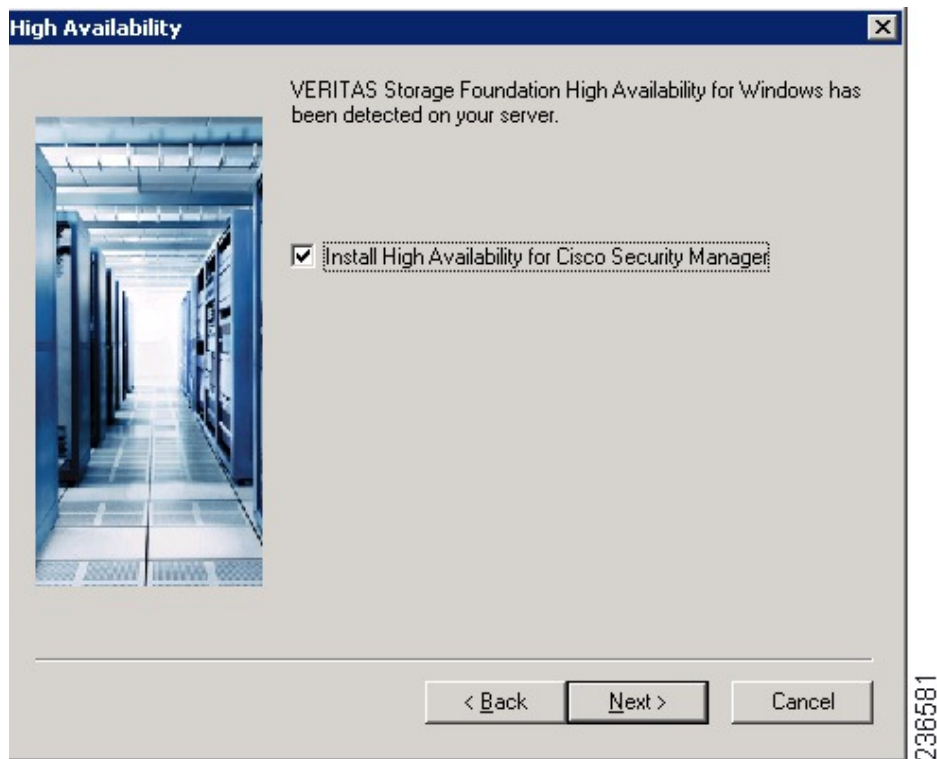 High Availability
VERITAS Storage Foundation High Availability for Windows has
been detected on your server.
Install High Availability for Cisco Security Manager
< Back
Next >
Cancel
236581